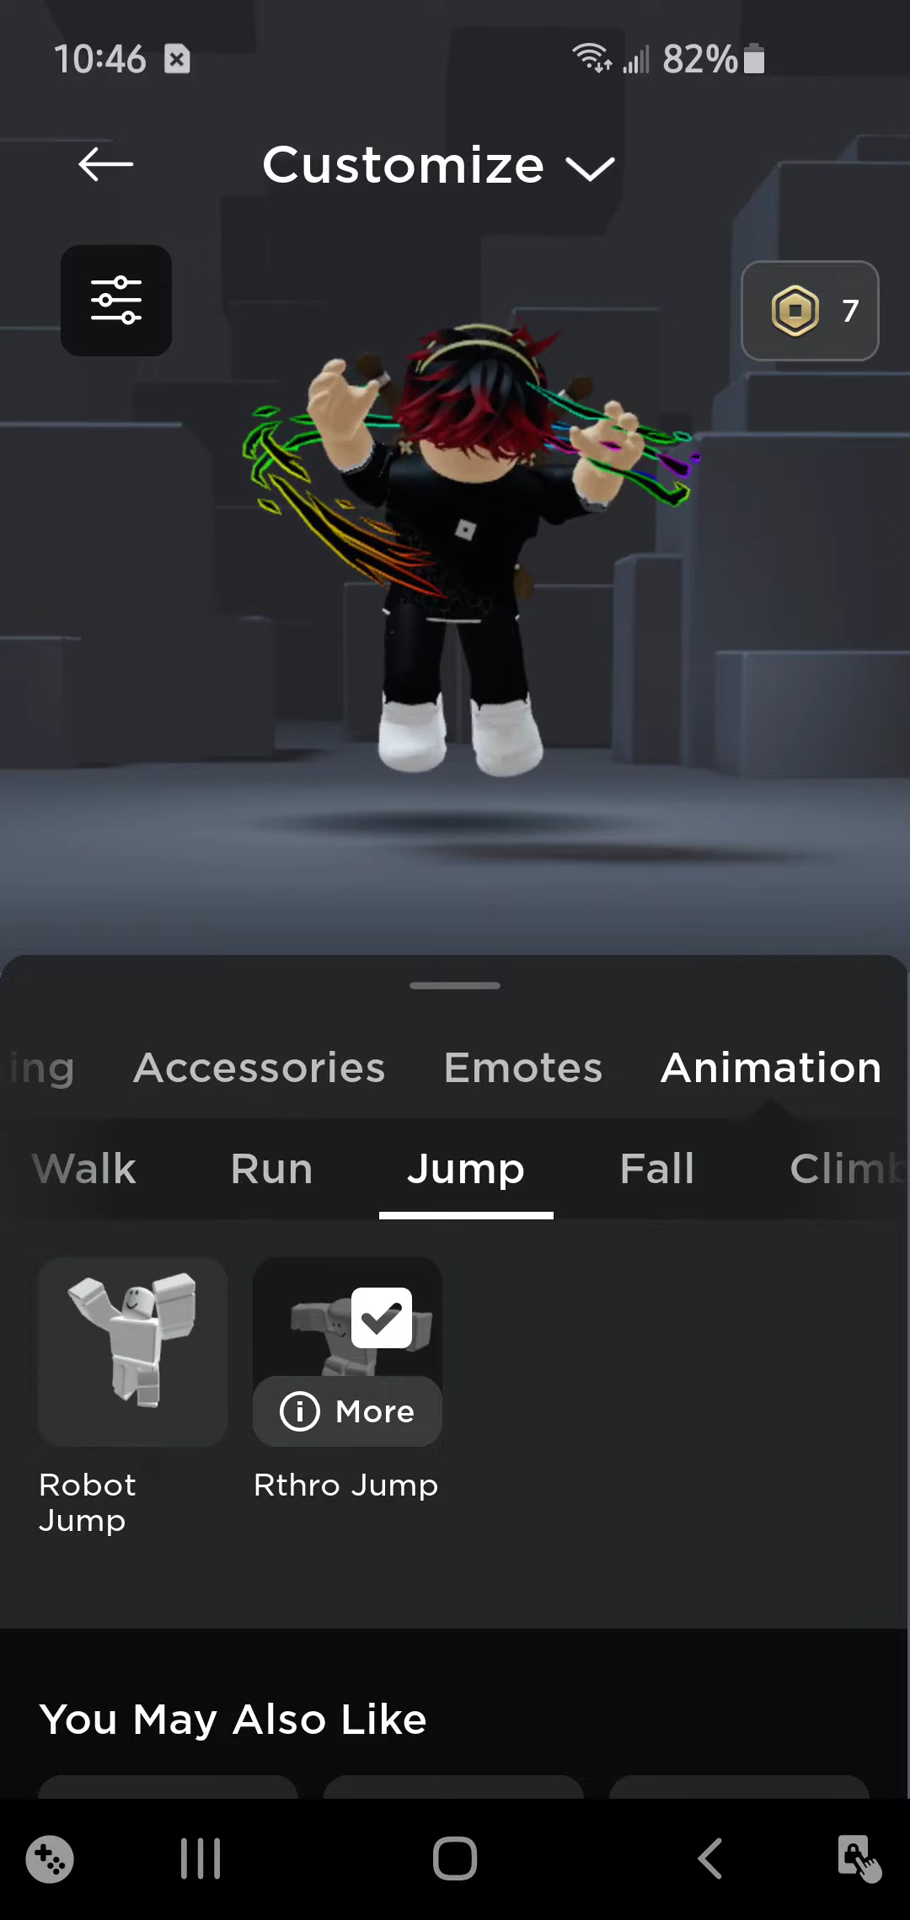 10:46 82%
Customize
7
ing Accessories Emotes Animation
Walk Run Jump Fall Climb
More
Robot Jump
Rthro Jump
You May Also Like